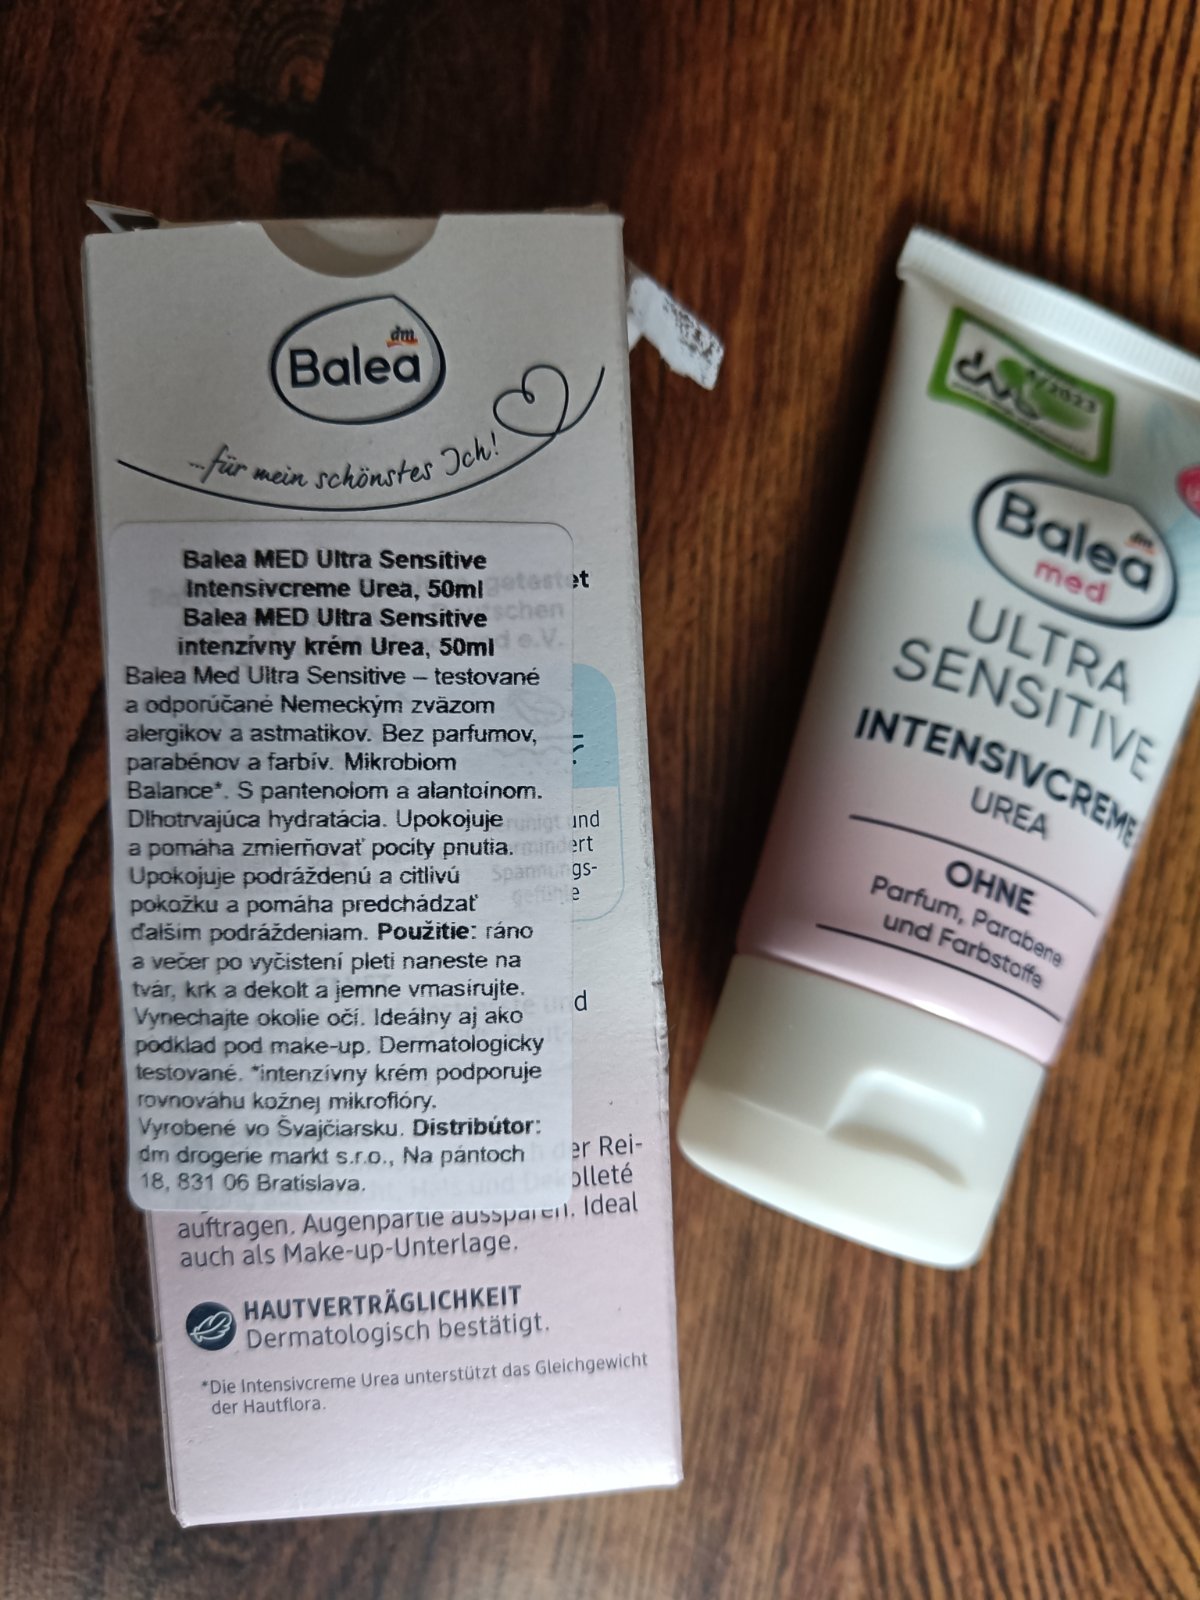 dm
Balea
...für mein schönstes Ich!
Balea MED Ultra Sensitive
Intensivcreme Urea, 50ml
Balea MED Ultra Sensitive
intenzívny krém Urea, 50ml
Balea Med Ultra Sensitive – testované
a odporúčané Nemeckým zväzom
alergikov a astmatikov. Bez parfumov,
parabénov a farbív. Mikrobiom
Balance*. S pantenolom a alantoínom.
Dlhotrvajúca hydratácia. Upokojuje
a pomáha zmierňovať pocity pnutia.
Upokojuje podráždenú a citlivú
pokožku a pomáha predchádzať
ďalším podráždeniam. Použitie: ráno
a večer po vyčistení pleti naneste na
tvár, krk a dekolt a jemne vmasírujte.
Vynechajte okolie očí. Ideálny aj ako
podklad pod make-up. Dermatologicky
testované. *intenzívny krém podporuje
rovnováhu kožnej mikroflóry.
Vyrobené vo Švajčiarsku. Distribútor:
dm drogerie markt s.r.o., Na pántoch
18, 831 06 Bratislava.
auftragen. Augenpartie aussparen. Ideal
auch als Make-up-Unterlage.
HAUTVERTRÄGLICHKEIT
Dermatologisch bestätigt.
*Die Intensivcreme Urea unterstützt das Gleichgewicht
der Hautflora.
Balea
dm
med
ULTRA
SENSITIVE
INTENSIVCREME
UREA
OHNE
Parfum, Parabene
und Farbstoffe